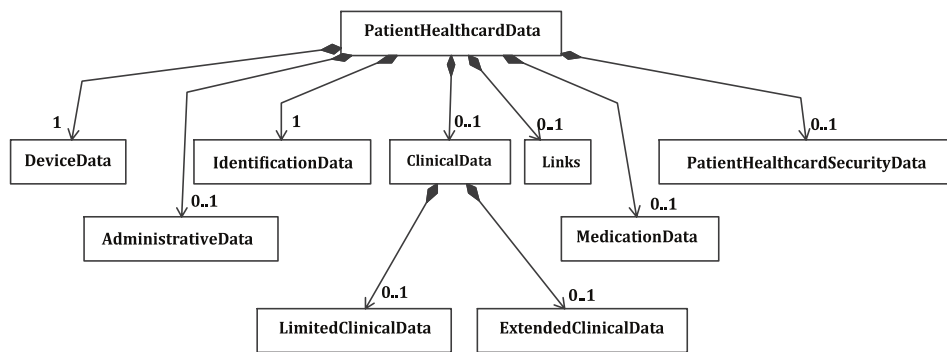 PatientHealthcardData
1
1
0..1
0..1
0..1
DeviceData
IdentificationData
ClinicalData
Links
PatientHealthcardSecurityData
0..1
0..1
AdministrativeData
MedicationData
0..1
0..1
LimitedClinicalData
ExtendedClinicalData